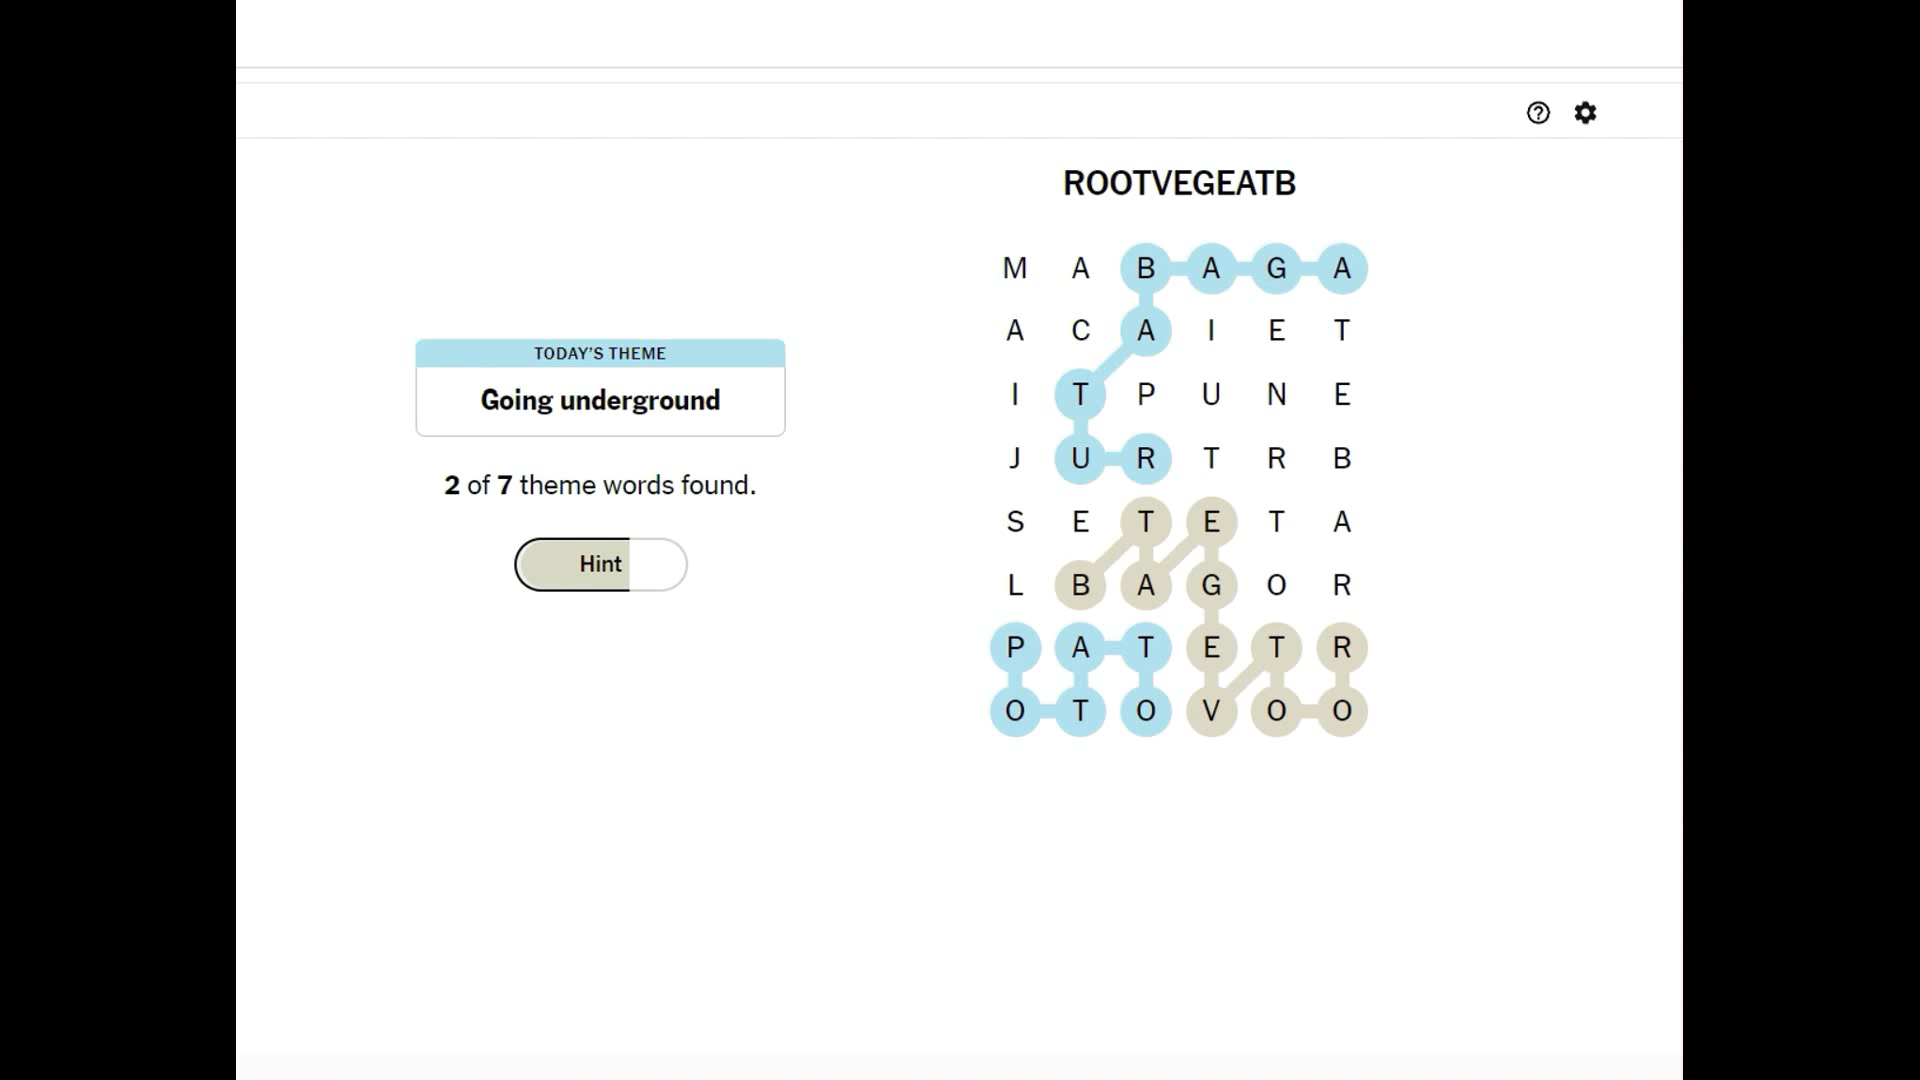 ROOTVEGEATB
TODAY'S THEME
Going underground
2 of 7 theme words found.
Hint
M A B A G A
A C A I E T
I T P U N E
J U R T R B
S E T E T A
L B A G O R
P A T E T R
O T O V O O